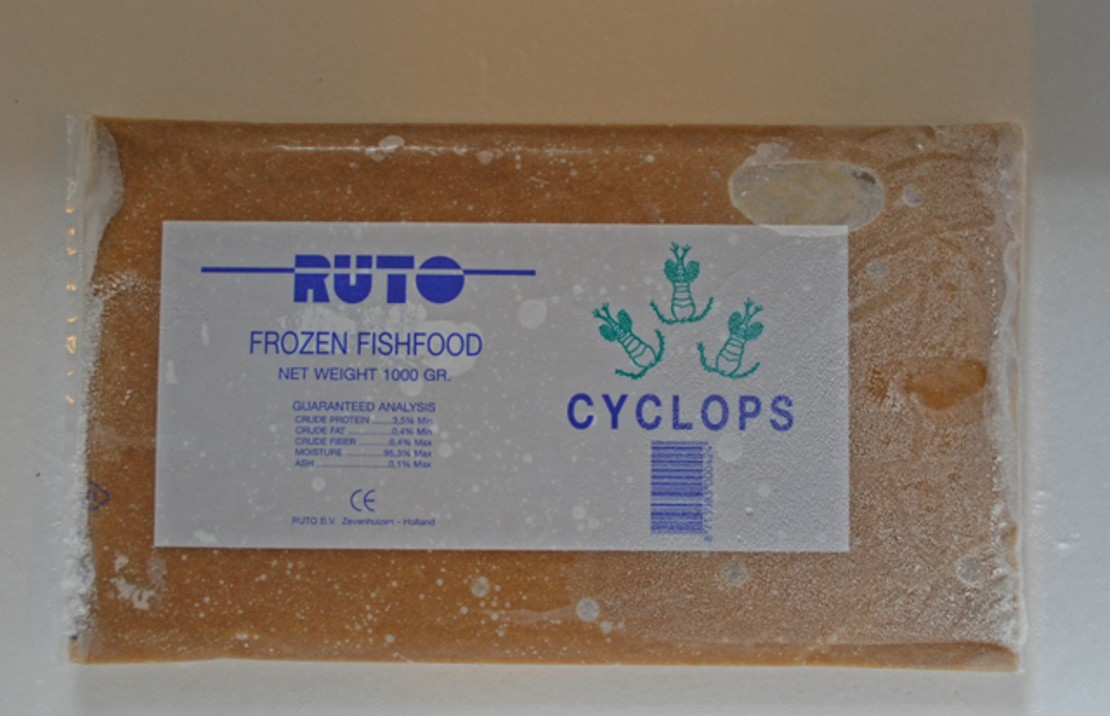 RUTO
FROZEN FISHFOOD
NET WEIGHT 1000 GR.
GUARANTEED ANALYSIS
CRUDE PROTEIN ......3,5% Min
CRUDE FAT .............0,4% Min
CRUDE FIBER .........0,4% Max
MOISTURE ............95,3% Max
ASH ......................0,1% Max
CE
RUTO B.V. Zevenhuizen - Holland
CYCLOPS